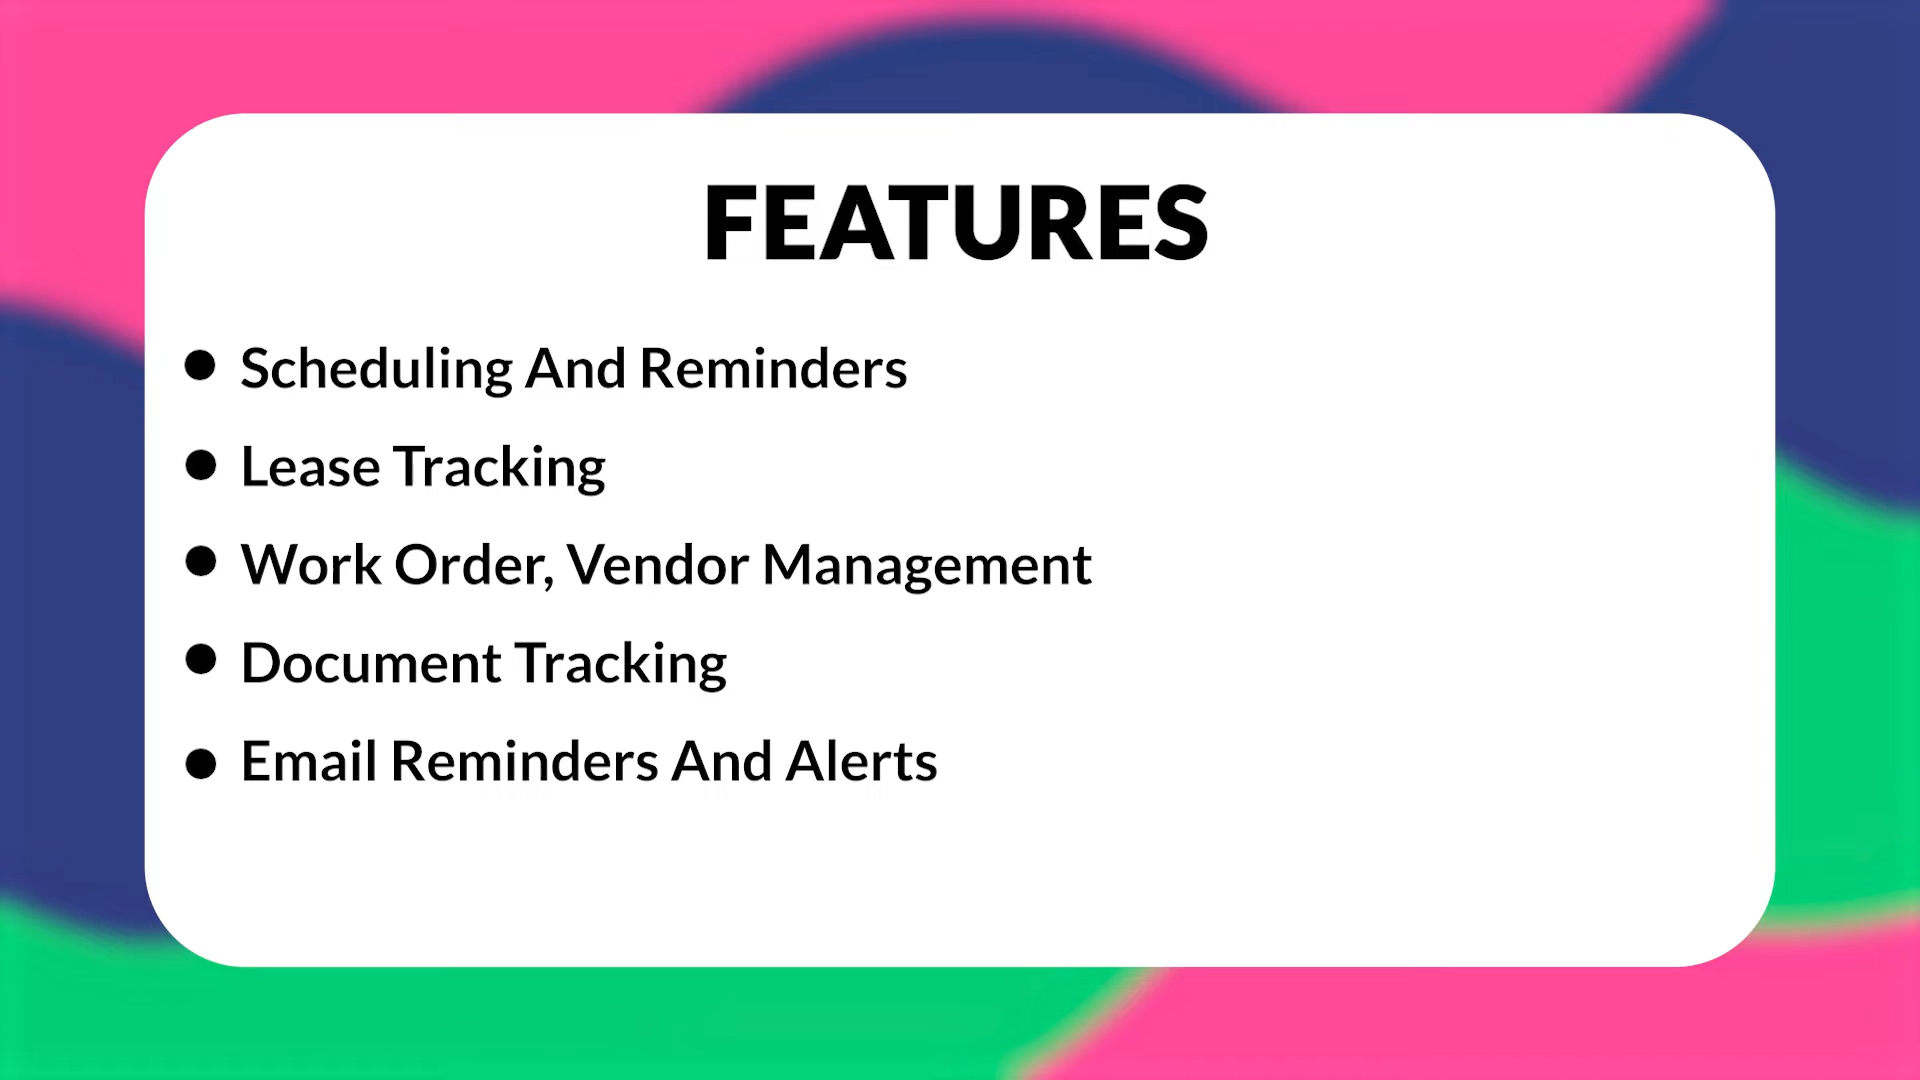 FEATURES
Scheduling And Reminders
Lease Tracking
Work Order, Vendor Management
Document Tracking
Email Reminders And Alerts